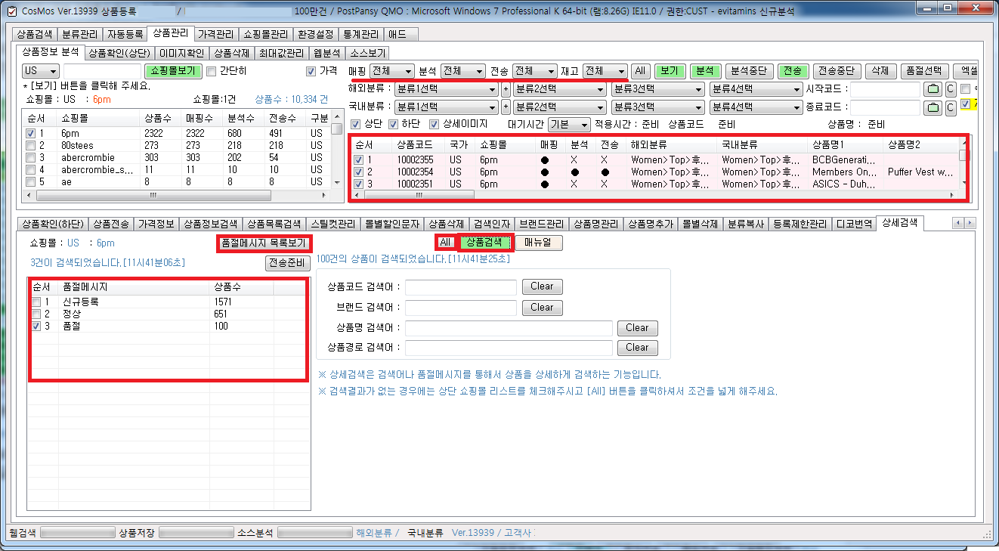 CosMos Ver.13939 상품등록 / 100만건 / PostPansy QMO : Microsoft Windows 7 Professional K 64-bit (램:8.26G) IE11.0 / 권한:CUST - evitamins 신규분석
상품검색 분류관리 자동등록 상품관리 가격관리 쇼핑몰관리 환경설정 통계관리 애드
상품정보 분석 상품확인(상단) 이미지확인 상품삭제 최대값관리 웹분석 소스보기
US 쇼핑몰보기 간단히 가격
* [보기] 버튼을 클릭해 주세요.
쇼핑몰 : US : 6pm 쇼핑몰:1건 상품수 : 10,334 건
순서 쇼핑몰 상품수 매핑수 분석수 전송수 구분
1 6pm 2322 2322 680 491 US
2 80stees 273 273 218 218 US
3 abercrombie 303 303 202 54 US
4 abercrombie_s... 11 11 10 10 US
5 ae 8 8 8 8 US
매핑 전체 분석 전체 전송 전체 재고 전체 All 보기 분석 분석중단 전송 전송중단 삭제 품절선택 엑셀
해외분류 : 분류1선택 + 분류2선택 분류3선택 분류4선택 시작코드 : C
국내분류 : 분류1선택 + 분류2선택 분류3선택 분류4선택 종료코드 : C
상단 하단 상세이미지 대기시간 기본 적용시간 : 준비 상품코드 준비 상품명 : 준비
순서 상품코드 국가 쇼핑몰 매핑 분석 전송 해외분류 국내분류 상품명1 상품명2
1 10002355 US 6pm ● X X Women>Top>후... Women>Top>후... BCBGenerati...
2 10002354 US 6pm ● ● ● Women>Top>후... Women>Top>후... Members On... Puffer Vest w...
3 10002351 US 6pm ● X X Women>Top>후... Women>Top>후... ASICS - Duh...
상품확인(하단) 상품전송 가격정보 상품정보검색 상품목록검색 스틸컷관리 몰별할인문자 상품삭제 검색인자 브랜드관리 상품명관리 상품명추가 몰별삭제 분류복사 등록제한관리 디코번역 상세검색
쇼핑몰 : US : 6pm 품절메시지 목록보기
3건이 검색되었습니다.[11시41분06초] 전송준비
순서 품절메시지 상품수
1 신규등록 1571
2 정상 651
3 품절 100
All 상품검색 매뉴얼
100건의 상품이 검색되었습니다.[11시41분25초]
상품코드 검색어 : Clear
브랜드 검색어 : Clear
상품명 검색어 : Clear
상품경로 검색어 : Clear
※ 상세검색은 검색어나 품절메시지를 통해서 상품을 상세하게 검색하는 기능입니다.
※ 검색결과가 없는 경우에는 상단 쇼핑몰 리스트를 체크해주시고 [All] 버튼을 클릭하셔서 조건을 넓게 해주세요.
웹검색 상품저장 소스분석 해외분류 / 국내분류 Ver.13939 / 고객사 :